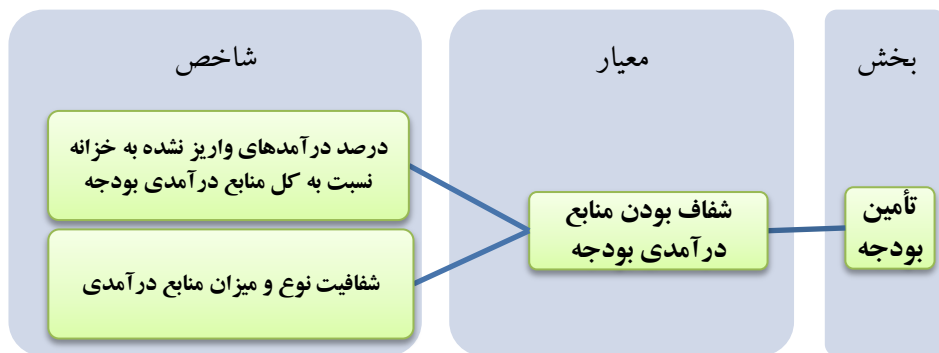 بخش
معیار
شاخص
تأمین
بودجه
شفاف بودن منابع
درآمدی بودجه
درصد درآمدهای واریز نشده به خزانه
نسبت به کل منابع درآمدی بودجه
شفافیت نوع و میزان منابع درآمدی